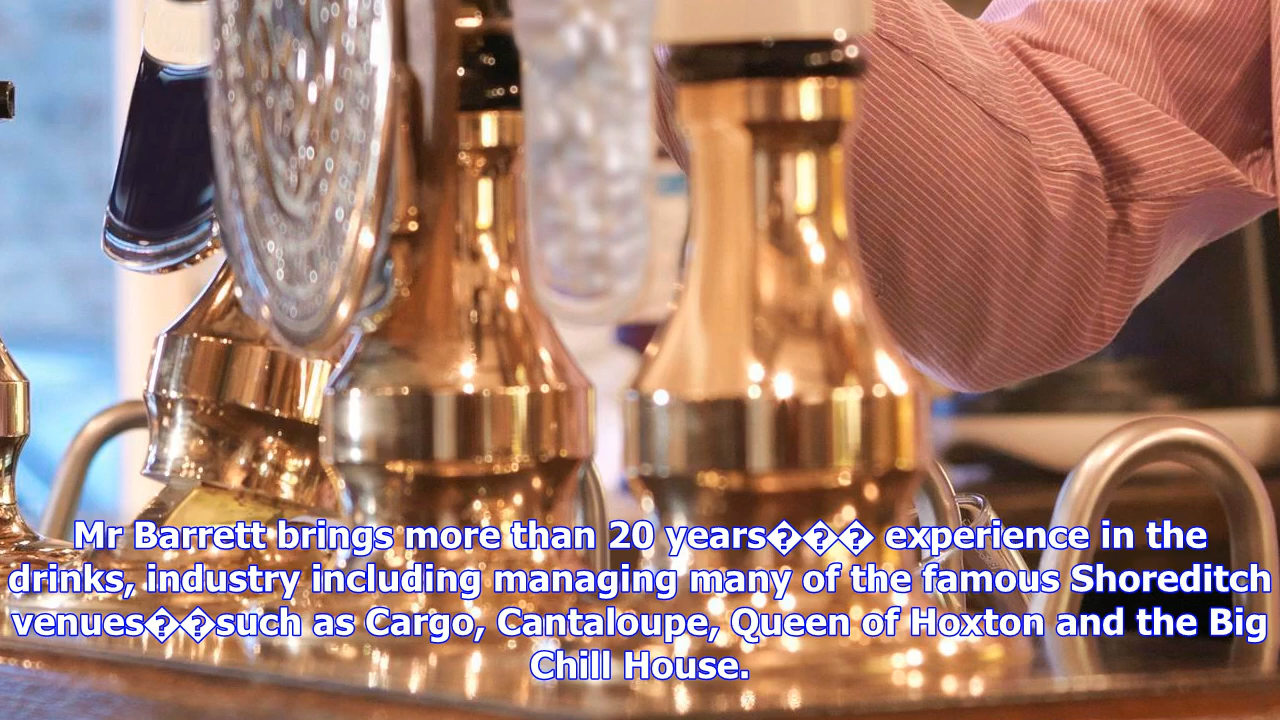 Mr Barrett brings more than 20 years��� experience in the
drinks, industry including managing many of the famous Shoreditch
venues��such as Cargo, Cantaloupe, Queen of Hoxton and the Big
Chill House.